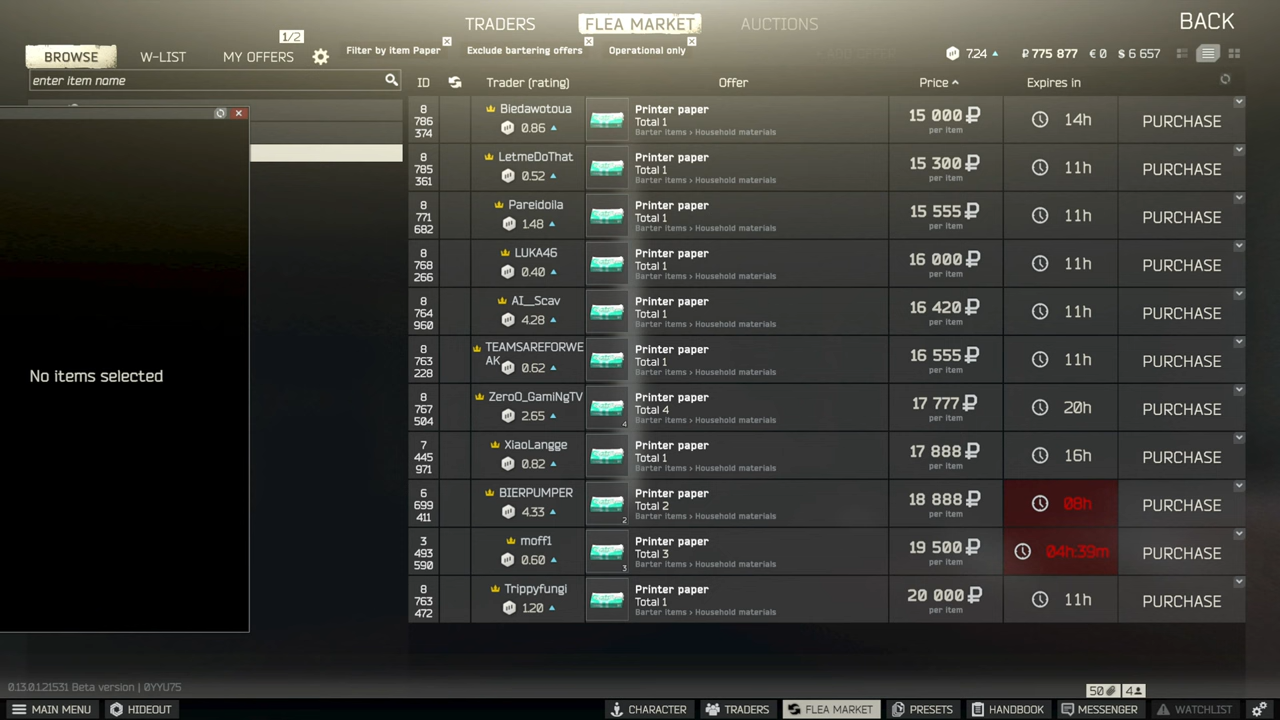 TRADERS
FLEA MARKET
AUCTIONS
BACK
BROWSE
W-LIST
1/2
MY OFFERS
Filter by item Paper
Exclude bartering offers
Operational only
7.24
₽ 775 877
€ 0
$ 6 657
enter item name
ID
Trader (rating)
Offer
Price
Expires in
8 786 374
Biedawotoua
0.86
Printer paper
Total 1
Barter items > Household materials
15 000 ₽
per item
14h
PURCHASE
8 785 361
LetmeDoThat
0.52
Printer paper
Total 1
Barter items > Household materials
15 300 ₽
per item
11h
PURCHASE
8 771 682
Pareidolia
1.48
Printer paper
Total 1
Barter items > Household materials
15 555 ₽
per item
11h
PURCHASE
8 768 266
LUKA46
0.40
Printer paper
Total 1
Barter items > Household materials
16 000 ₽
per item
11h
PURCHASE
8 764 960
AI__Scav
4.28
Printer paper
Total 1
Barter items > Household materials
16 420 ₽
per item
11h
PURCHASE
8 763 228
TEAMSAREFORWE
AK
0.62
Printer paper
Total 1
Barter items > Household materials
16 555 ₽
per item
11h
PURCHASE
8 767 504
ZeroO_GamiNgTV
2.65
4
Printer paper
Total 4
Barter items > Household materials
17 777 ₽
per item
20h
PURCHASE
7 445 971
XiaoLangge
0.82
Printer paper
Total 1
Barter items > Household materials
17 888 ₽
per item
16h
PURCHASE
6 699 411
BIERPUMPER
4.33
2
Printer paper
Total 2
Barter items > Household materials
18 888 ₽
per item
08h
PURCHASE
3 493 590
moff1
0.60
3
Printer paper
Total 3
Barter items > Household materials
19 500 ₽
per item
04h:39m
PURCHASE
8 763 472
Trippyfungi
1.20
Printer paper
Total 1
Barter items > Household materials
20 000 ₽
per item
11h
PURCHASE
No items selected
0.13.0.1.21531 Beta version | 0YYU75
50
4
MAIN MENU
HIDEOUT
CHARACTER
TRADERS
FLEA MARKET
PRESETS
HANDBOOK
MESSENGER
WATCHLIST